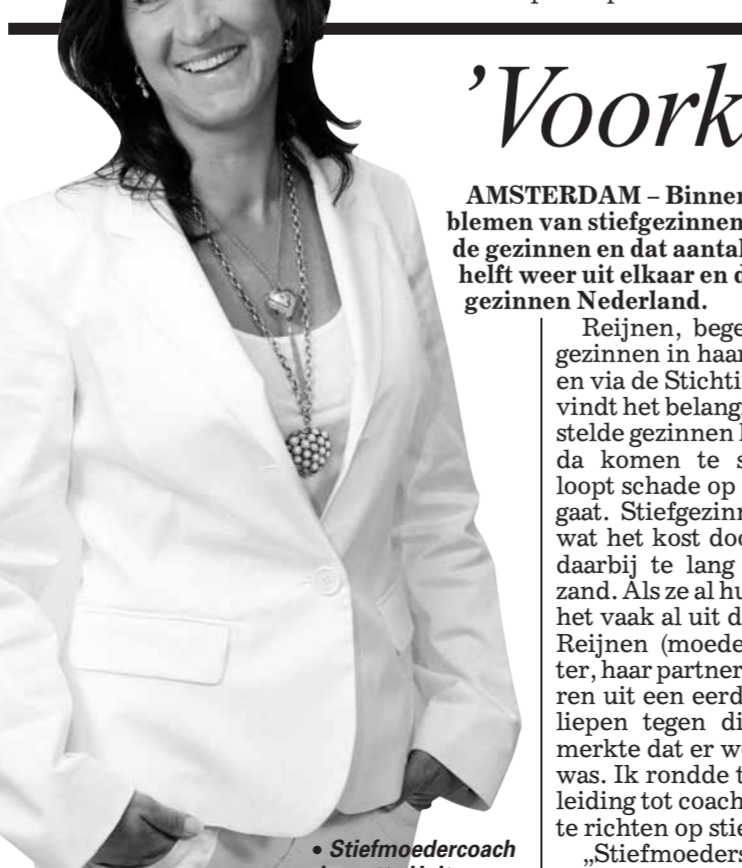 ’Voork
AMSTERDAM – Binnen
blemen van stiefgezinnen
de gezinnen en dat aantal
helft weer uit elkaar en d
gezinnen Nederland.
Reijnen, bege
gezinnen in haar
en via de Stichti
vindt het belang
stelde gezinnen
da komen te s
loopt schade op
gaat. Stiefgezinn
wat het kost doo
daarbij te lang
zand. Als ze al hu
het vaak al uit d
Reijnen (moede
ter, haar partner
ren uit een eerd
liepen tegen di
merkte dat er we
was. Ik rondde t
leiding tot coach
te richten op stie
„Stiefmoeders
• Stiefmoedercoach